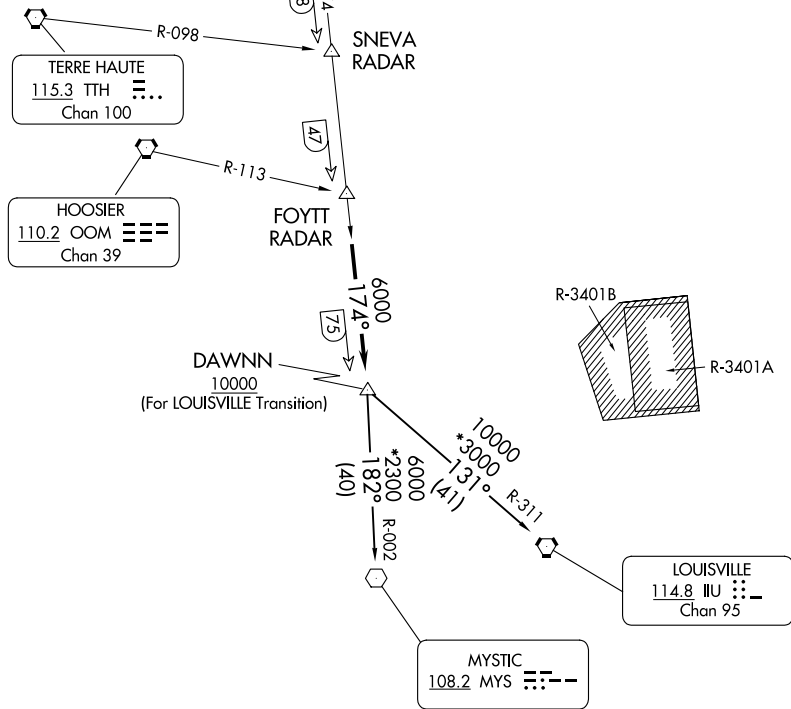 R-098
SNEVA
RADAR
TERRE HAUTE
115.3 TTH
Chan 100
47
R-113
HOOSIER
110.2 OOM
Chan 39
FOYTT
RADAR
6000
174°
75
R-3401B
R-3401A
DAWNN
10000
(For LOUISVILLE Transition)
10000
*3000
131°
(41)
R-311
6000
*2300
182°
(40)
R-002
LOUISVILLE
114.8 IIU
Chan 95
MYSTIC
108.2 MYS